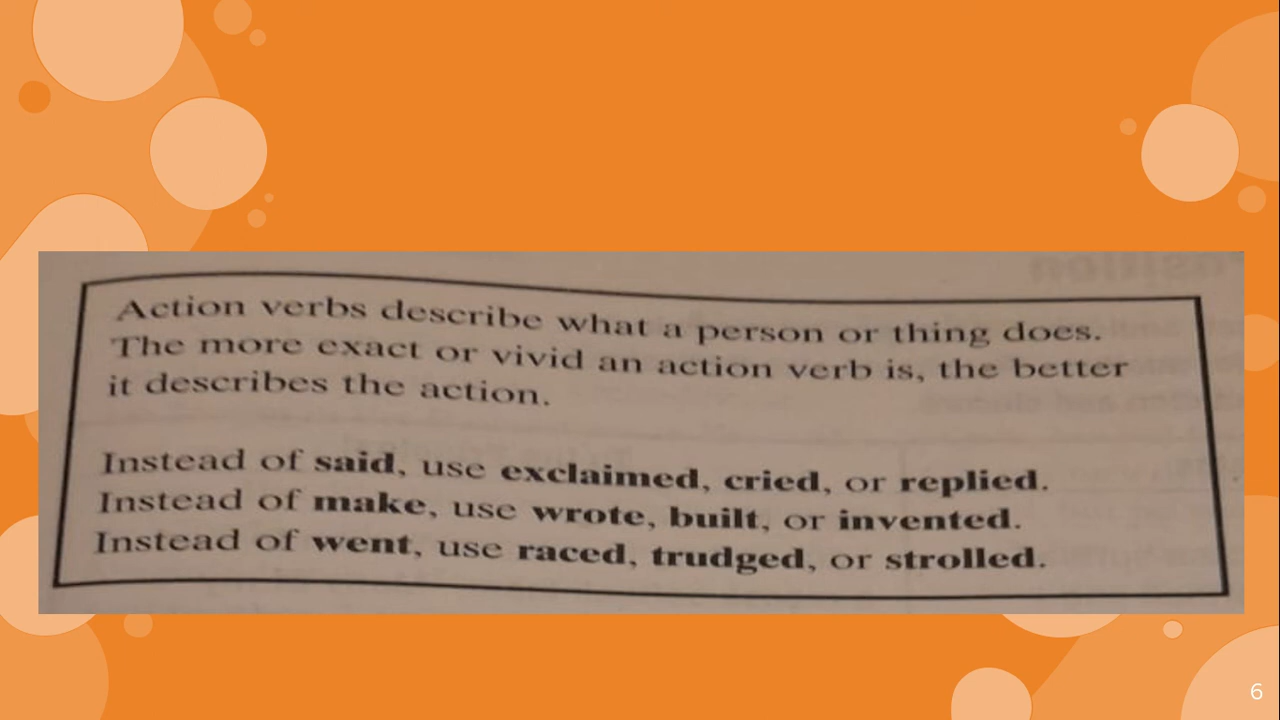 Action verbs describe what a person or thing does.
The more exact or vivid an action verb is, the better
it describes the action.
Instead of said, use exclaimed, cried, or replied.
Instead of make, use wrote, built, or invented.
Instead of went, use raced, trudged, or strolled.
6